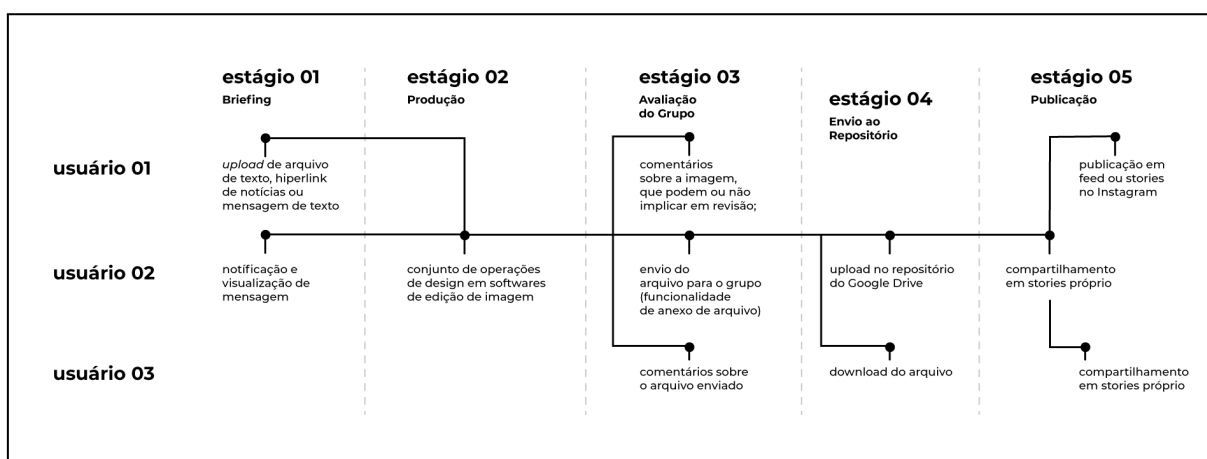 estágio 01
Briefing
estágio 02
Produção
estágio 03
Avaliação
do Grupo
estágio 04
Envio ao
Repositório
estágio 05
Publicação
usuário 01
upload de arquivo
de texto, hiperlink
de notícias ou
mensagem de texto
comentários
sobre a imagem,
que podem ou não
implicar em revisão;
publicação em
feed ou stories
no Instagram
usuário 02
notíficação e
visualização de
mensagem
conjunto de operações
de design em softwares
de edição de imagem
envio do
arquivo para o grupo
(funcionalidade
de anexo de arquivo)
upload no repositório
do Google Drive
compartilhamento
em stories próprio
usuário 03
comentários sobre
o arquivo enviado
download do arquivo
compartilhamento
em stories próprio